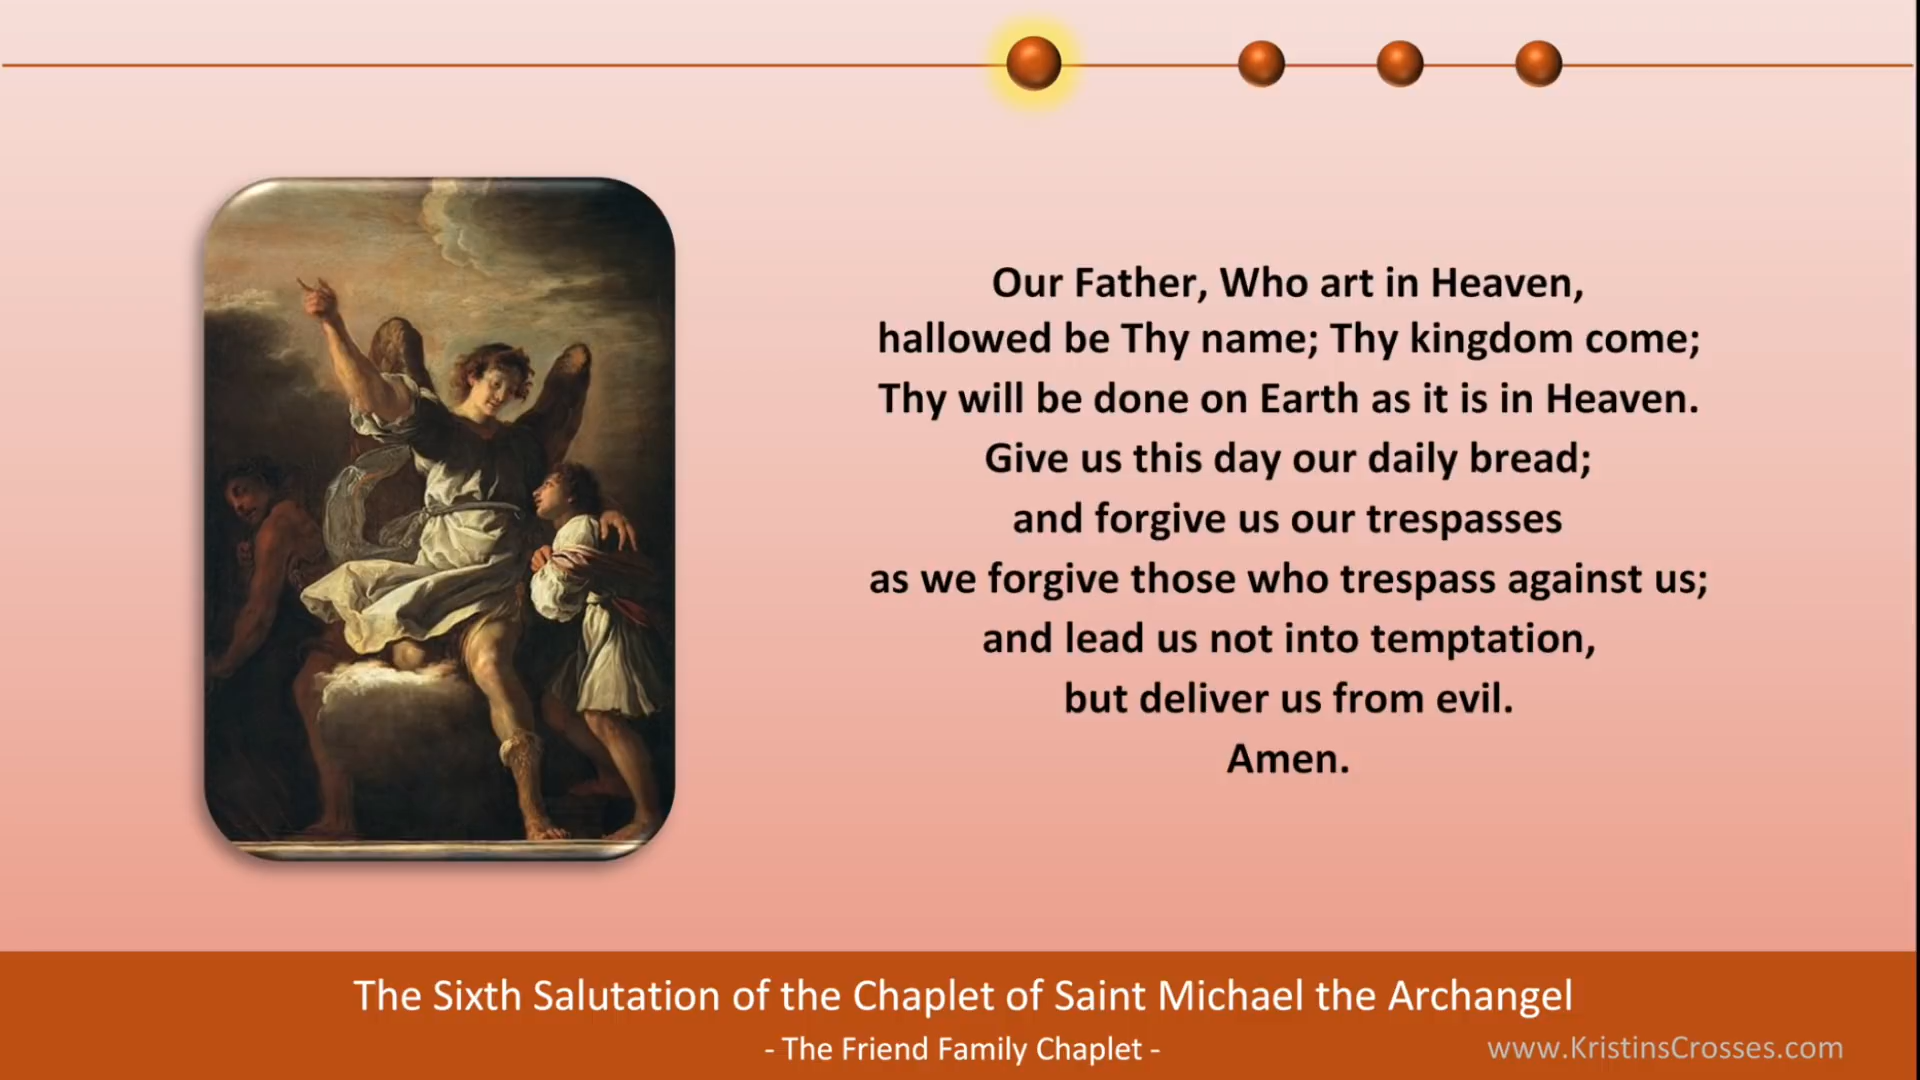 Our Father, Who art in Heaven,
hallowed be Thy name; Thy kingdom come;
Thy will be done on Earth as it is in Heaven.
Give us this day our daily bread;
and forgive us our trespasses
as we forgive those who trespass against us;
and lead us not into temptation,
but deliver us from evil.
Amen.
The Sixth Salutation of the Chaplet of Saint Michael the Archangel
- The Friend Family Chaplet -
www.KristinsCrosses.com